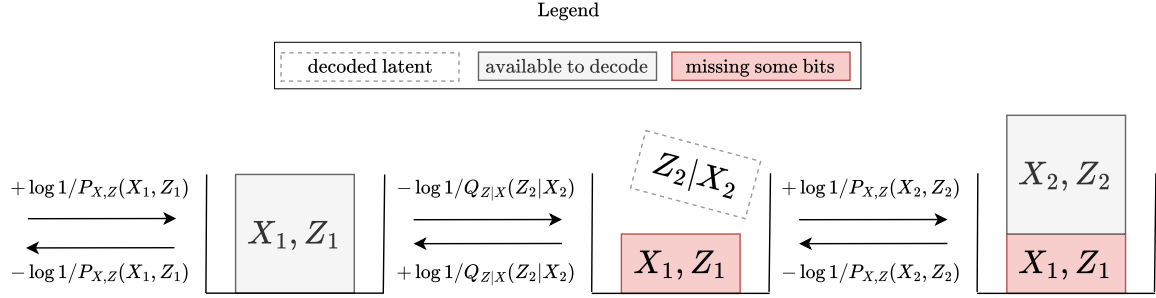 Legend
decoded latent available to decode missing some bits
+ log 1/P_{X,Z}(X_1, Z_1)
− log 1/P_{X,Z}(X_1, Z_1)
X_1, Z_1
− log 1/Q_{Z|X}(Z_2|X_2)
+ log 1/Q_{Z|X}(Z_2|X_2)
Z_2|X_2
X_1, Z_1
+ log 1/P_{X,Z}(X_2, Z_2)
− log 1/P_{X,Z}(X_2, Z_2)
X_2, Z_2
X_1, Z_1